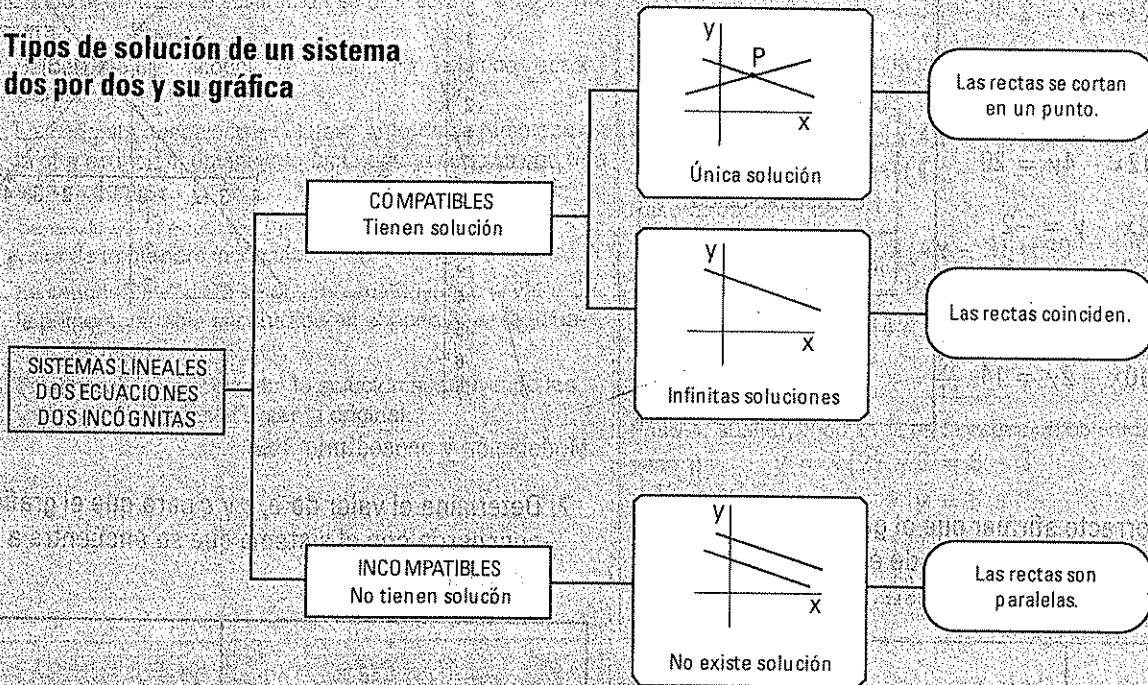 Tipos de solución de un sistema
dos por dos y su gráfica
SISTEMAS LINEALES
DOS ECUACIONES
DOS INCÓGNITAS
COMPATIBLES
Tienen solución
y
P
x
Única solución
Las rectas se cortan
en un punto.
y
x
Infinitas soluciones
Las rectas coinciden.
INCOMPATIBLES
No tienen solucón
y
x
No existe solución
Las rectas son
paralelas.